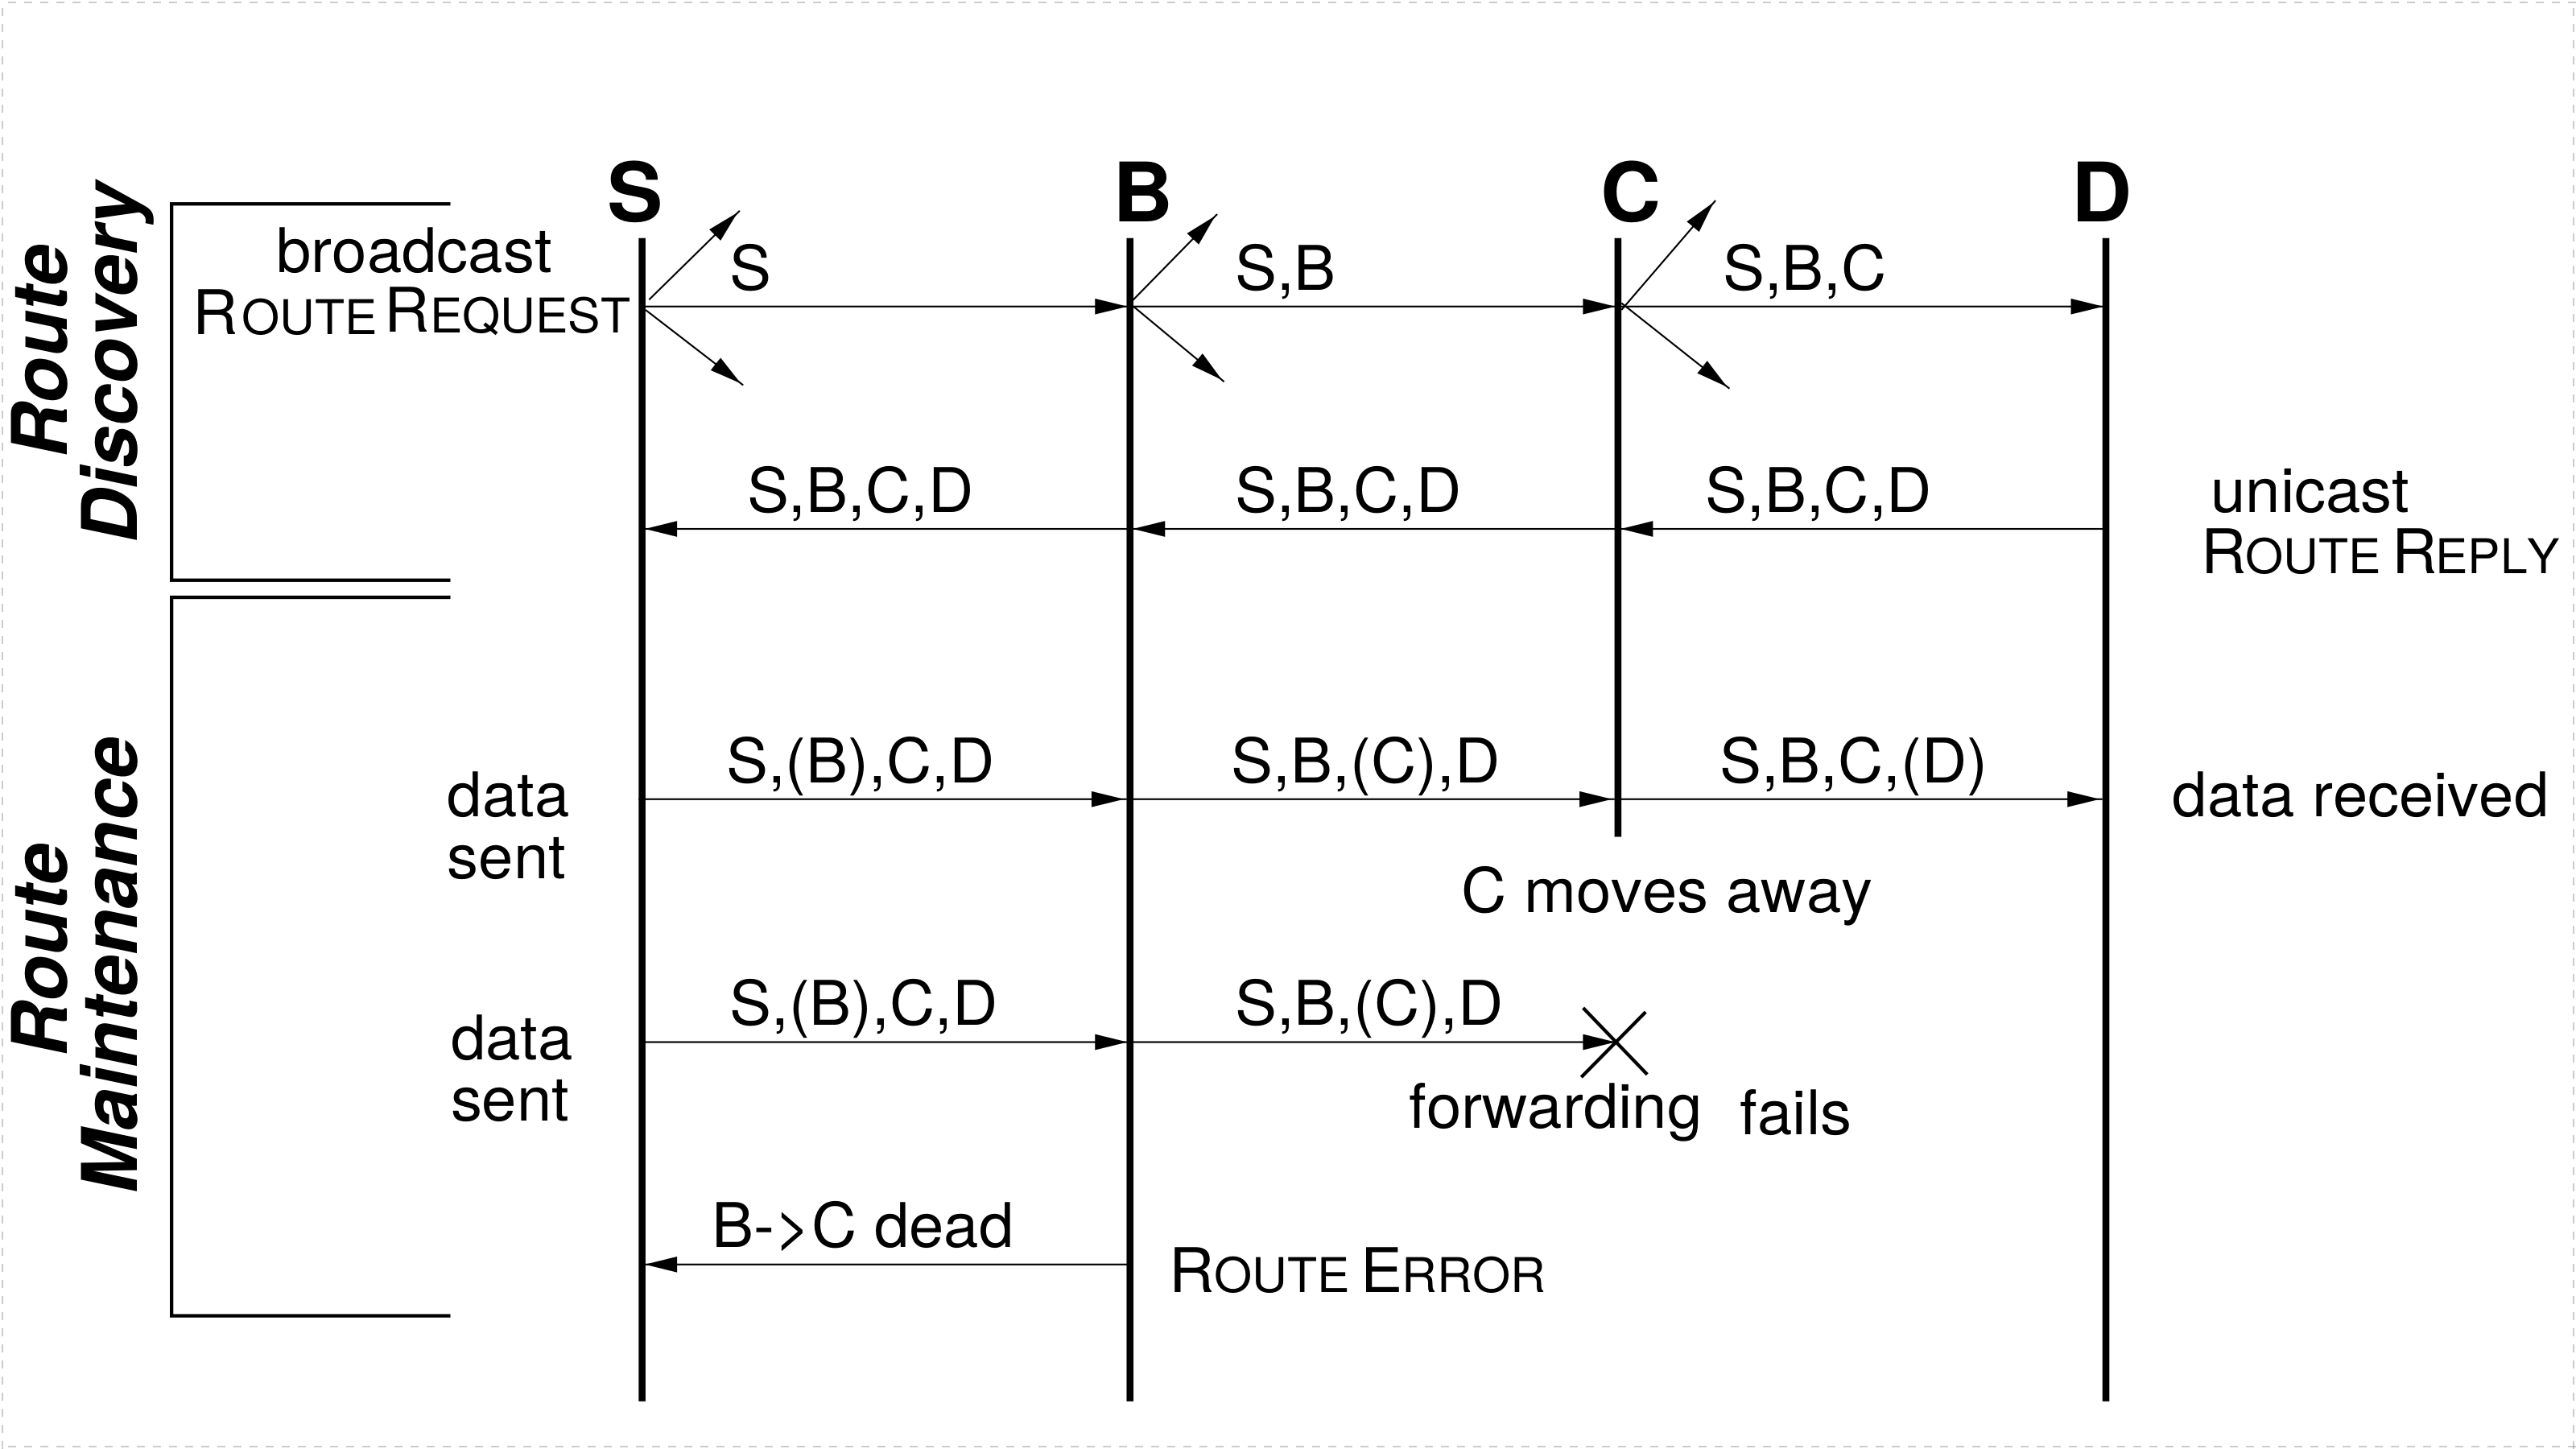 S B C D
Route
Discovery
broadcast
ROUTE REQUEST
S
S,B
S,B,C
S,B,C,D
S,B,C,D
S,B,C,D
unicast
ROUTE REPLY
Route
Maintenance
data
sent
S,(B),C,D
S,B,(C),D
S,B,C,(D)
data received
C moves away
data
sent
S,(B),C,D
S,B,(C),D
forwarding fails
B->C dead
ROUTE ERROR